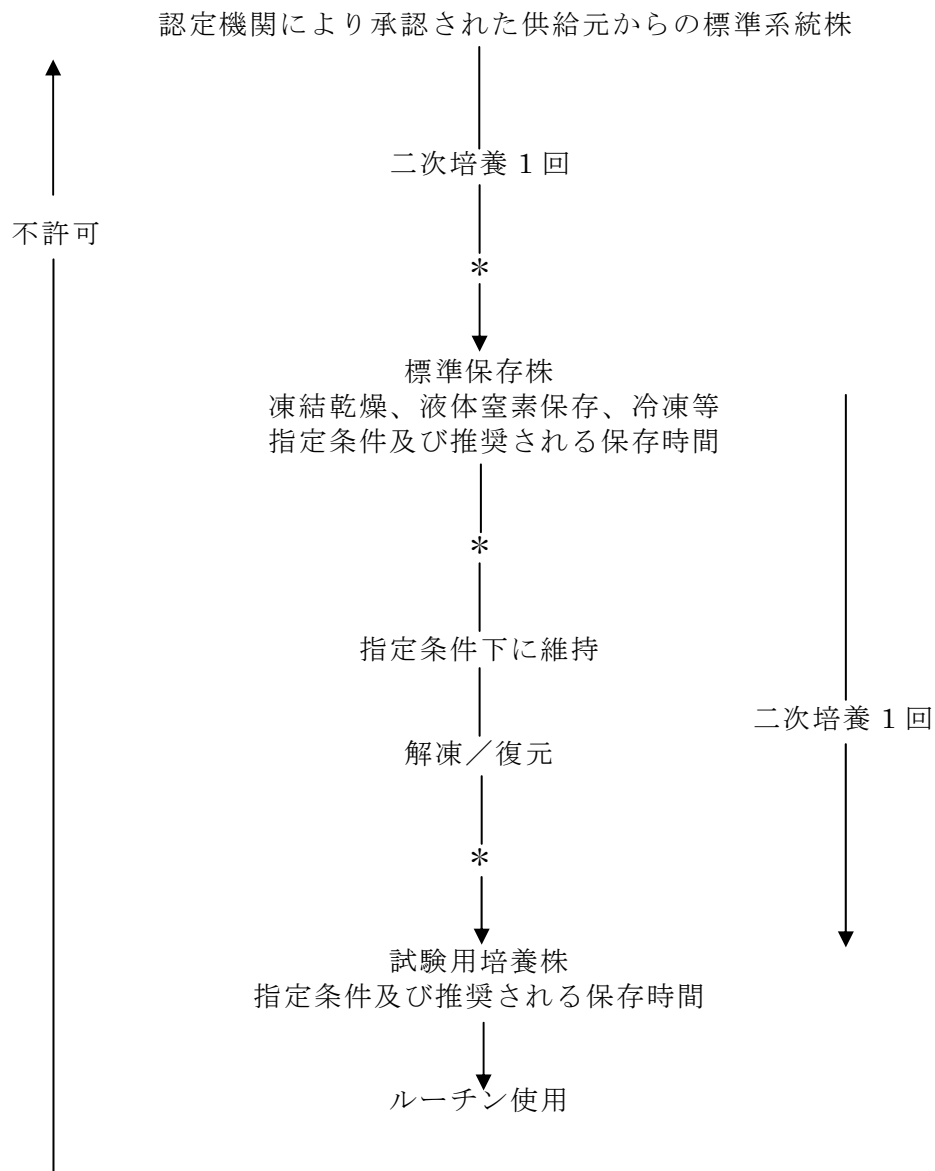 認定機関により承認された供給元からの標準系統株
二次培養 1 回
不許可
*
標準保存株
凍結乾燥、液体窒素保存、冷凍等
指定条件及び推奨される保存時間
*
指定条件下に維持
二次培養 1 回
解凍／復元
*
試験用培養株
指定条件及び推奨される保存時間
ルーチン使用